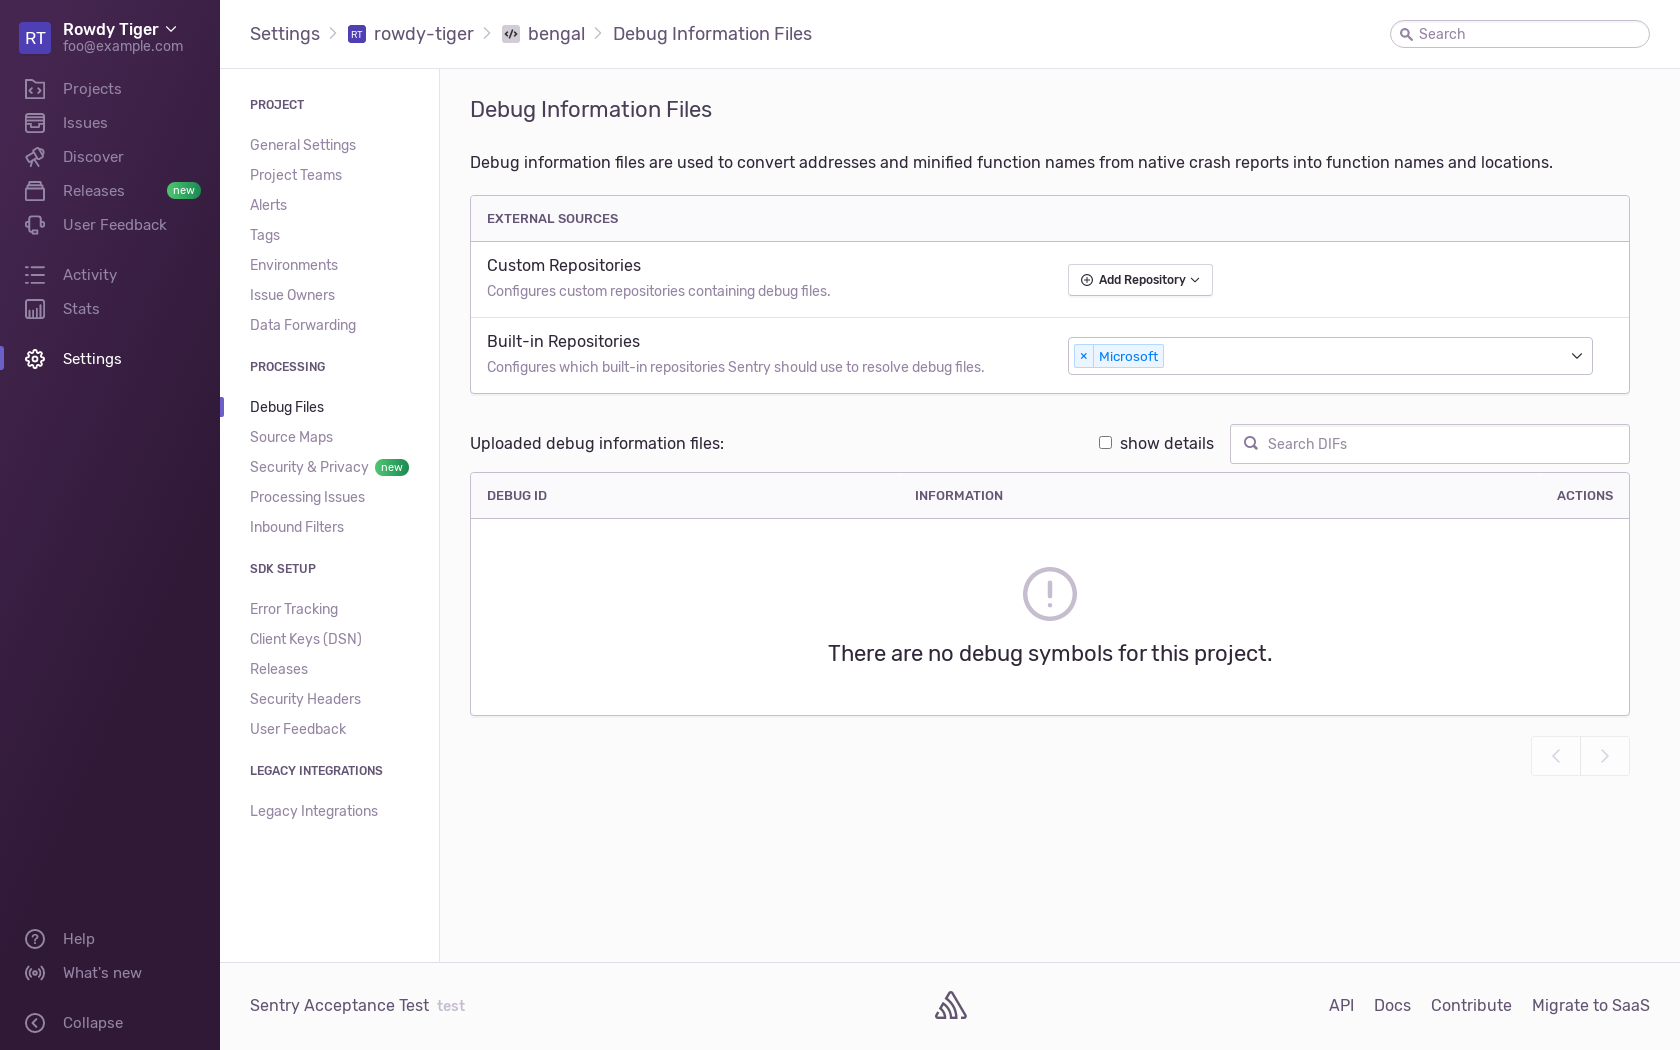 RT
Rowdy Tiger
foo@example.com
Projects
Issues
Discover
Releases new
User Feedback
Activity
Stats
Settings
Help
What's new
Collapse
Settings RT rowdy-tiger bengal Debug Information Files
Search
PROJECT
General Settings
Project Teams
Alerts
Tags
Environments
Issue Owners
Data Forwarding
PROCESSING
Debug Files
Source Maps
Security & Privacy new
Processing Issues
Inbound Filters
SDK SETUP
Error Tracking
Client Keys (DSN)
Releases
Security Headers
User Feedback
LEGACY INTEGRATIONS
Legacy Integrations
Debug Information Files
Debug information files are used to convert addresses and minified function names from native crash reports into function names and locations.
EXTERNAL SOURCES
Custom Repositories
Configures custom repositories containing debug files.
Add Repository
Built-in Repositories
Configures which built-in repositories Sentry should use to resolve debug files.
× Microsoft
Uploaded debug information files:
show details
Search DIFs
DEBUG ID INFORMATION ACTIONS
There are no debug symbols for this project.
Sentry Acceptance Test test
API Docs Contribute Migrate to SaaS